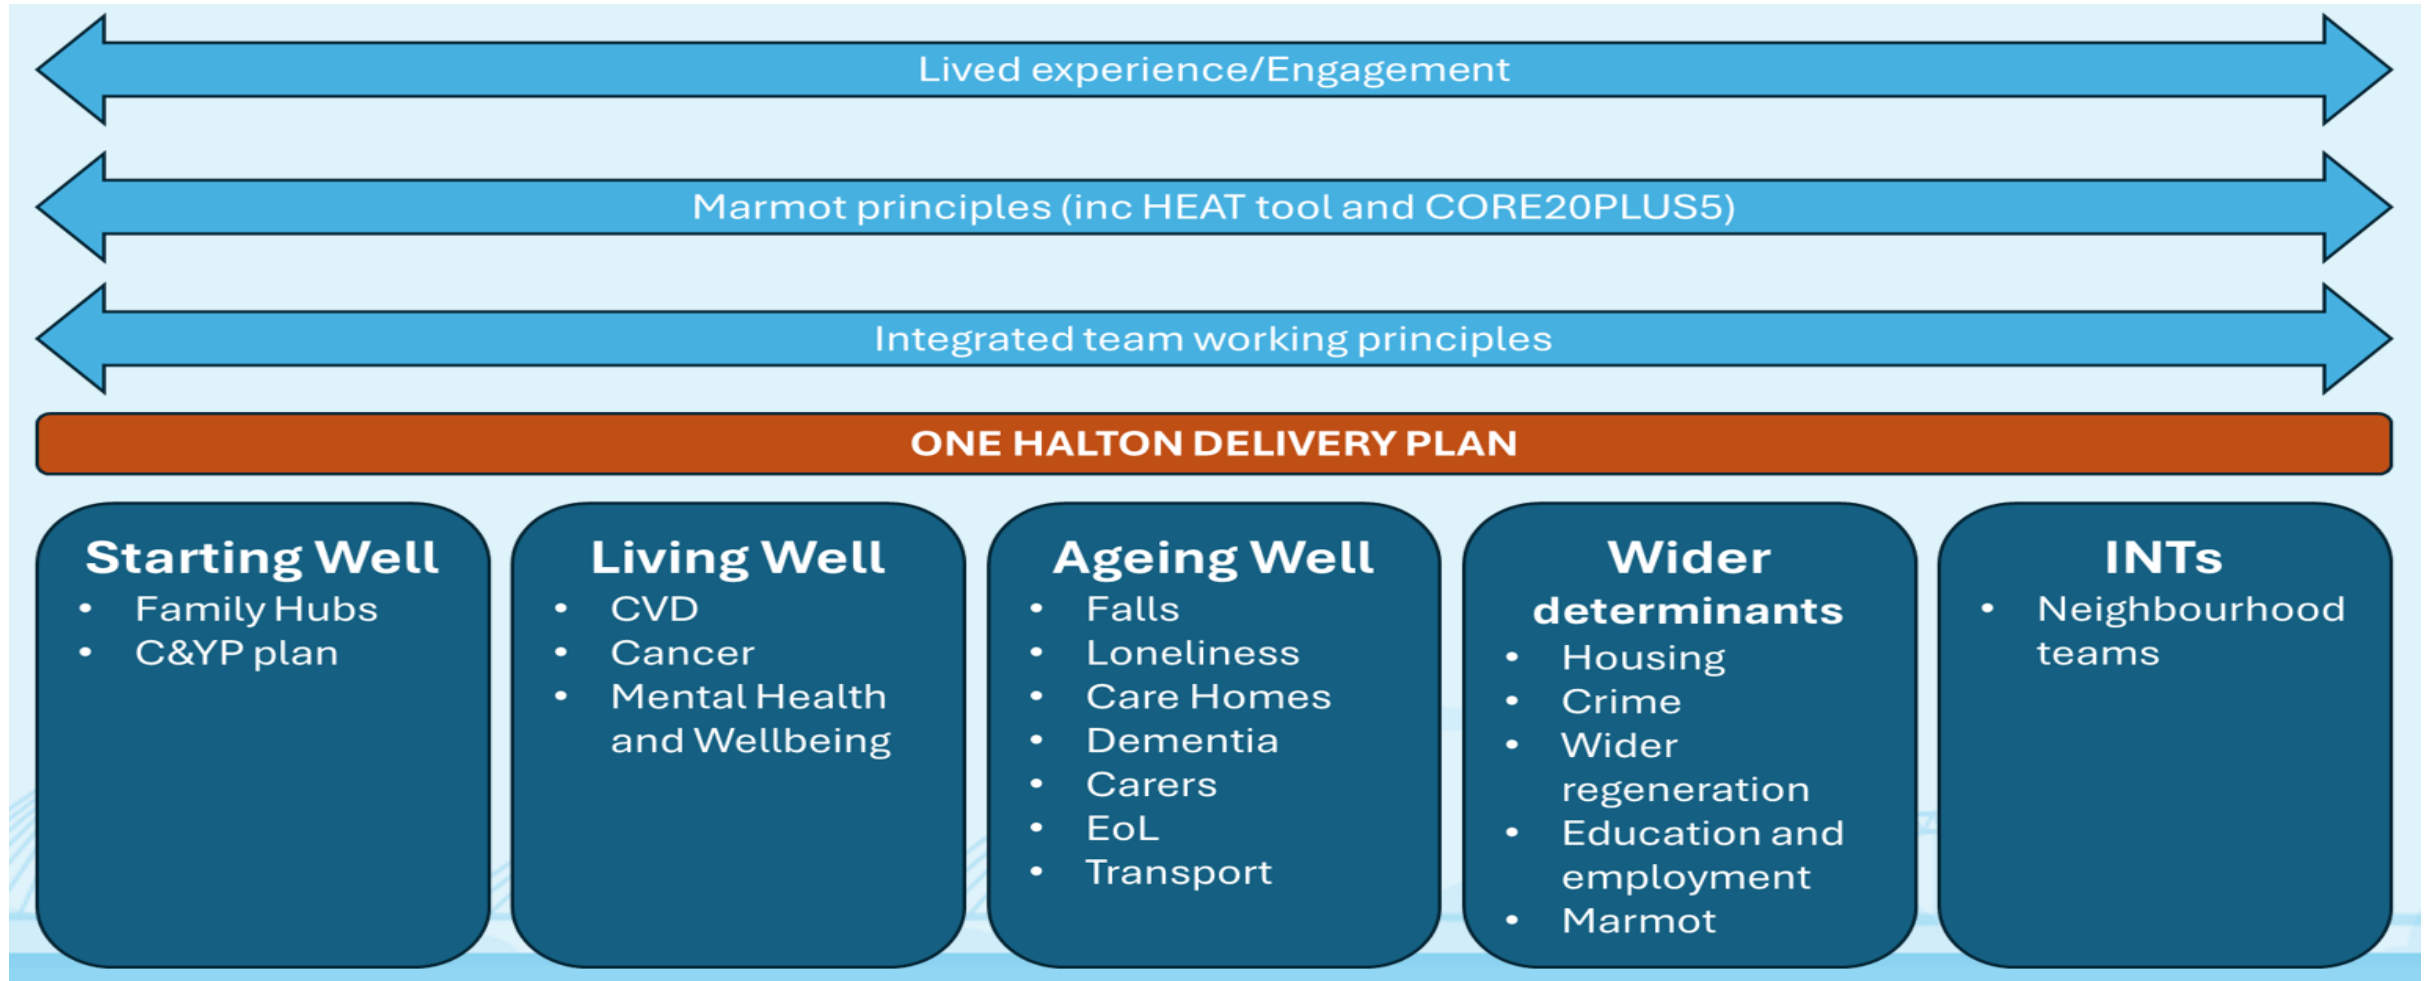 Lived experience/Engagement
Marmot principles (inc HEAT tool and CORE20PLUS5)
Integrated team working principles
ONE HALTON DELIVERY PLAN
Starting Well
• Family Hubs
• C&YP plan
Living Well
• CVD
• Cancer
• Mental Health
and Wellbeing
Ageing Well
• Falls
• Loneliness
• Care Homes
• Dementia
• Carers
• EoL
• Transport
Wider
determinants
• Housing
• Crime
• Wider
regeneration
• Education and
employment
• Marmot
INTs
• Neighbourhood
teams